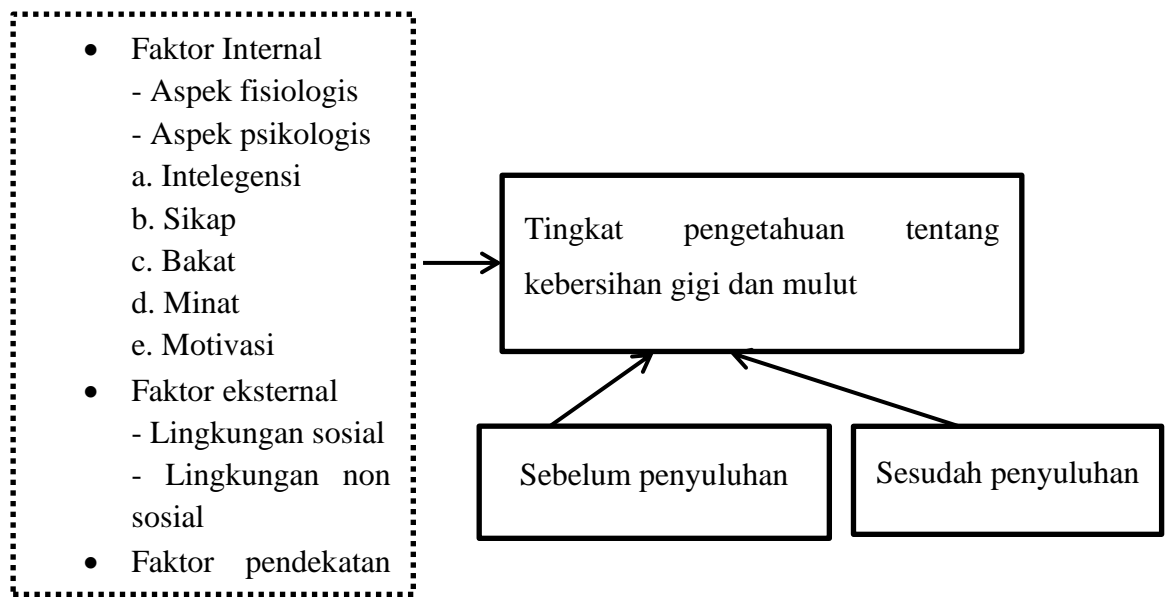 • Faktor Internal
- Aspek fisiologis
- Aspek psikologis
a. Intelegensi
b. Sikap
c. Bakat
d. Minat
e. Motivasi
• Faktor eksternal
- Lingkungan sosial
- Lingkungan non
sosial
• Faktor pendekatan
Tingkat pengetahuan tentang
kebersihan gigi dan mulut
Sebelum penyuluhan
Sesudah penyuluhan